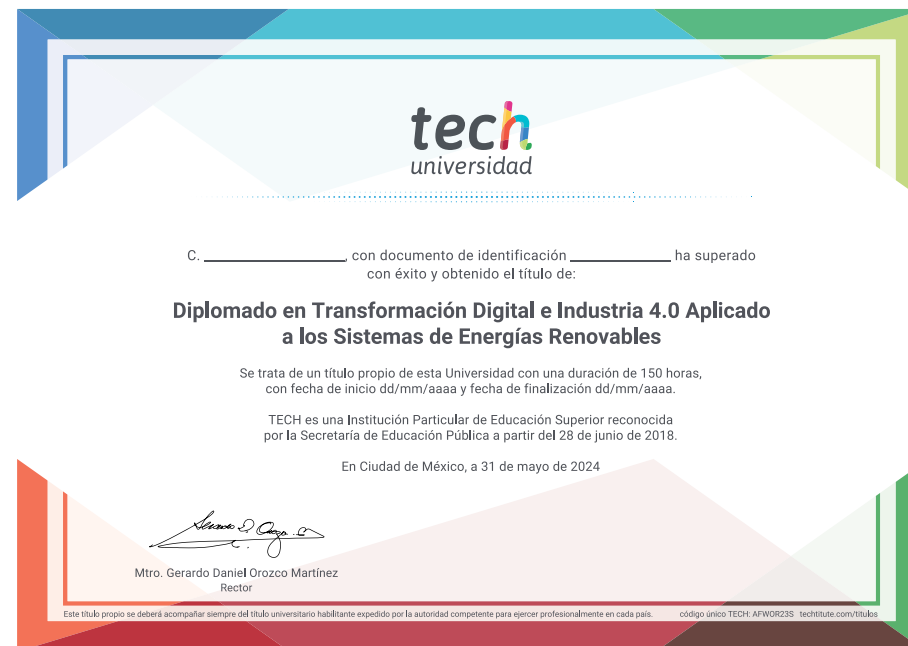 tech
universidad
C. ____________________, con documento de identificación ______________ ha superado
con éxito y obtenido el título de:
Diplomado en Transformación Digital e Industria 4.0 Aplicado
a los Sistemas de Energías Renovables
Se trata de un título propio de esta Universidad con una duración de 150 horas,
con fecha de inicio dd/mm/aaaa y fecha de finalización dd/mm/aaaa.
TECH es una Institución Particular de Educación Superior reconocida
por la Secretaría de Educación Pública a partir del 28 de junio de 2018.
En Ciudad de México, a 31 de mayo de 2024
Mtro. Gerardo Daniel Orozco Martínez
Rector
Este título propio se deberá acompañar siempre del título universitario habilitante expedido por la autoridad competente para ejercer profesionalmente en cada país. código único TECH: AFWOR23S techtitute.com/titulos